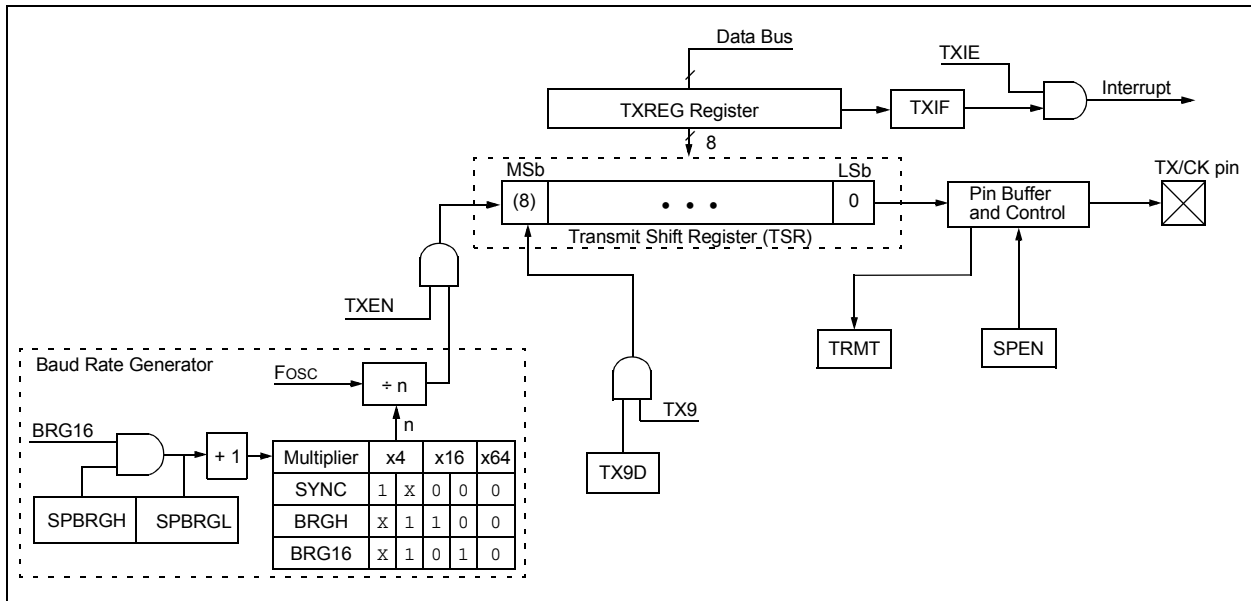 Data Bus
TXIE
Interrupt
TXREG Register
TXIF
8
MSb
LSb
(8)
• • •
0
Transmit Shift Register (TSR)
Pin Buffer
and Control
TX/CK pin
TXEN
TRMT
SPEN
Baud Rate Generator
FOSC
÷ n
n
TX9
TX9D
BRG16
+ 1
SPBRGH
SPBRGL
Multiplier x4 x16 x64
SYNC 1 X 0 0 0
BRGH X 1 1 0 0
BRG16 X 1 0 1 0